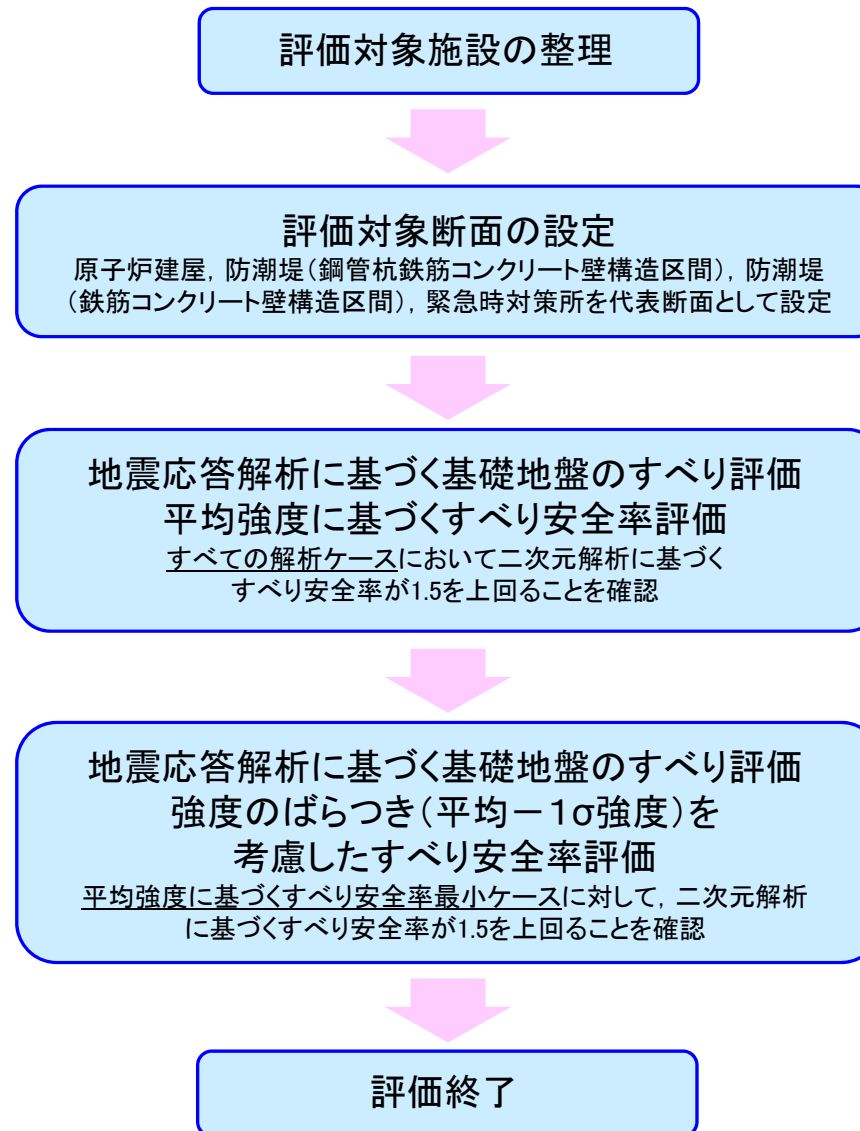 評価対象施設の整理
評価対象断面の設定
原子炉建屋，防潮堤（鋼管杭鉄筋コンクリート壁構造区間），防潮堤
（鉄筋コンクリート壁構造区間），緊急時対策所を代表断面として設定
地震応答解析に基づく基礎地盤のすべり評価
平均強度に基づくすべり安全率評価
すべての解析ケースにおいて二次元解析に基づく
すべり安全率が1.5を上回ることを確認
地震応答解析に基づく基礎地盤のすべり評価
強度のばらつき（平均－１σ強度）を
考慮したすべり安全率評価
平均強度に基づくすべり安全率最小ケースに対して，二次元解析
に基づくすべり安全率が1.5を上回ることを確認
評価終了